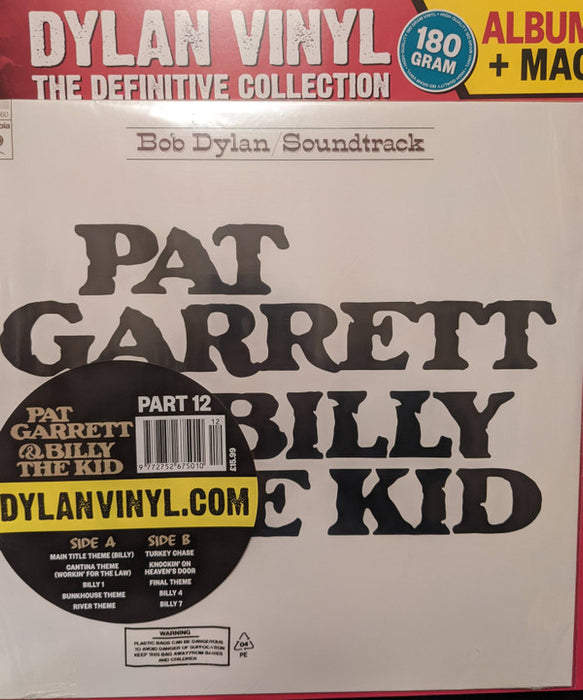 DYLAN VINYL
THE DEFINITIVE COLLECTION
180
GRAM
ALBUM
+ MAG
Bob Dylan/Soundtrack
PAT
GARRETT
BILLY
E KID
PAT
GARRETT
& BILLY
THE KID
PART 12
12
9 772752 675010
£15.99
DYLANVINYL.COM
SIDE A
MAIN TITLE THEME (BILLY)
CANTINA THEME
(WORKIN' FOR THE LAW)
BILLY 1
BUNKHOUSE THEME
RIVER THEME
SIDE B
TURKEY CHASE
KNOCKIN' ON
HEAVEN'S DOOR
FINAL THEME
BILLY 4
BILLY 7
WARNING
PLASTIC BAGS CAN BE DANGEROUS
TO AVOID DANGER OF SUFFOCATION
KEEP THIS BAG AWAY FROM BABIES
AND CHILDREN
04
PE